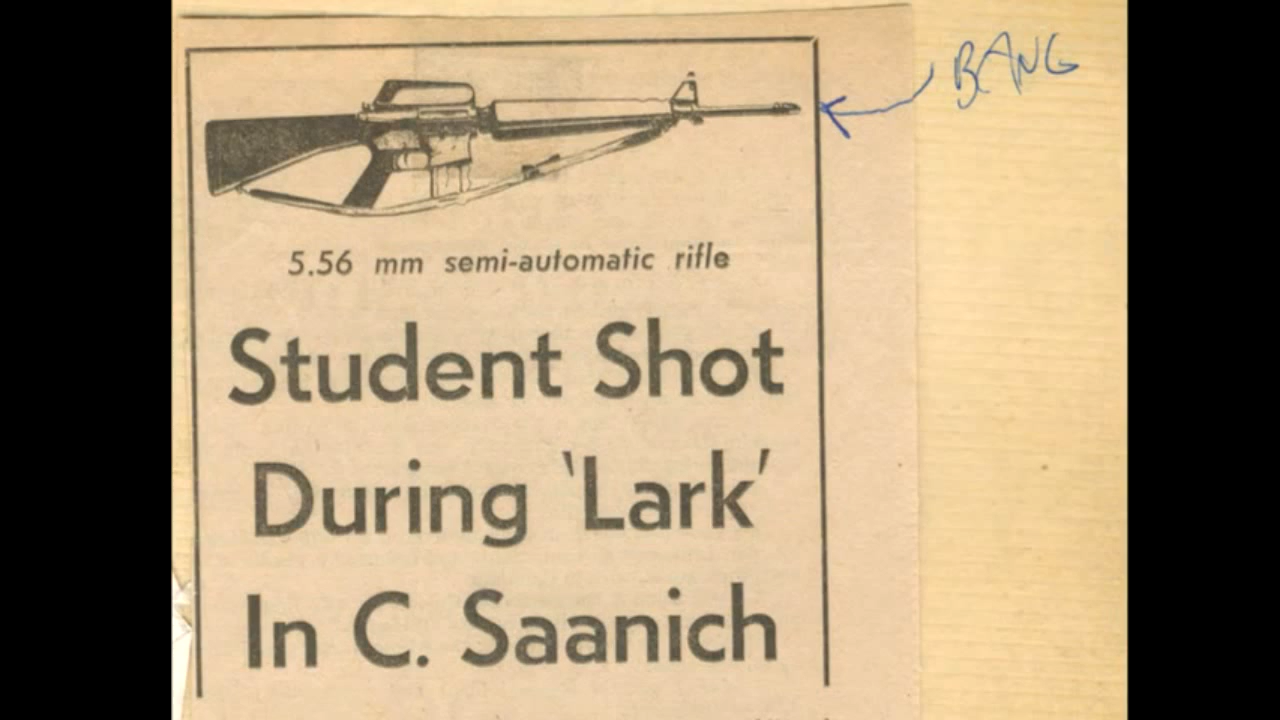 BANG
5.56 mm semi-automatic rifle
Student Shot
During 'Lark'
In C. Saanich